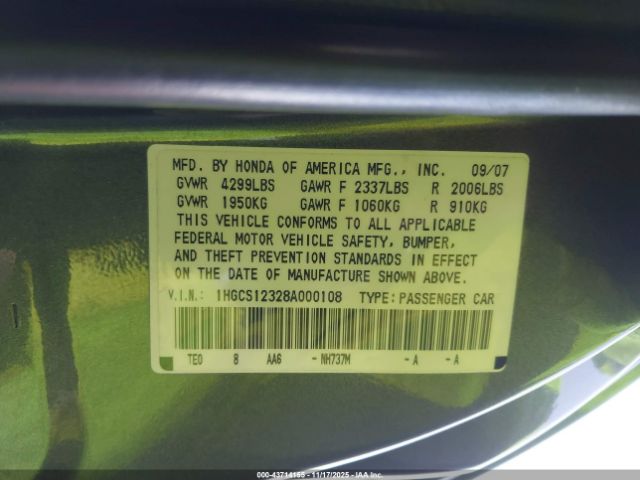 MFD. BY HONDA OF AMERICA MFG., INC. 09/07
GVWR 4299LBS GAWR F 2337LBS R 2006LBS
GVWR 1950KG GAWR F 1060KG R 910KG
THIS VEHICLE CONFORMS TO ALL APPLICABLE
FEDERAL MOTOR VEHICLE SAFETY, BUMPER,
AND THEFT PREVENTION STANDARDS IN EFFECT
ON THE DATE OF MANUFACTURE SHOWN ABOVE.
V.I.N.: 1HGCS12328A000108 TYPE: PASSENGER CAR
TE0 8 AA6 -NH737M -A -A
© 43714155 - 11/17/2025 - IAAI, INC.